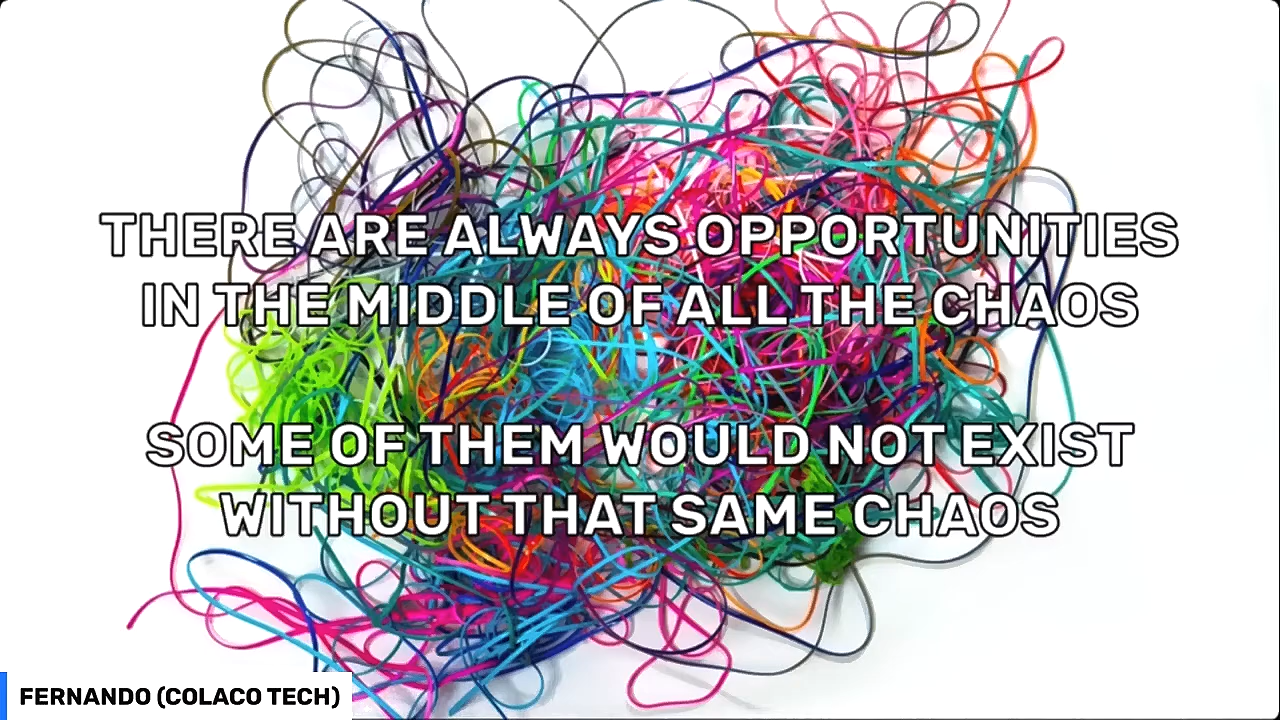 THERE ARE ALWAYS OPPORTUNITIES
IN THE MIDDLE OF ALL THE CHAOS
SOME OF THEM WOULD NOT EXIST
WITHOUT THAT SAME CHAOS
FERNANDO (COLACO TECH)